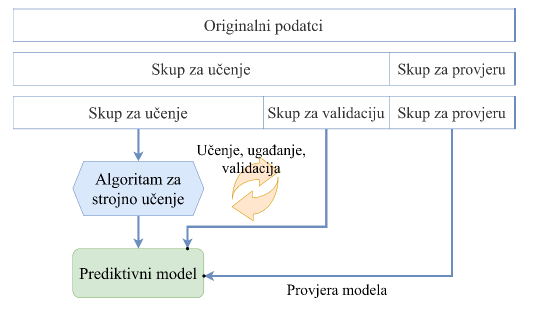 Originalni podatci
Skup za učenje
Skup za provjeru
Skup za učenje
Skup za validaciju
Skup za provjeru
Učenje, ugađanje,
validacija
Algoritam za
strojno učenje
Prediktivni model
Provjera modela